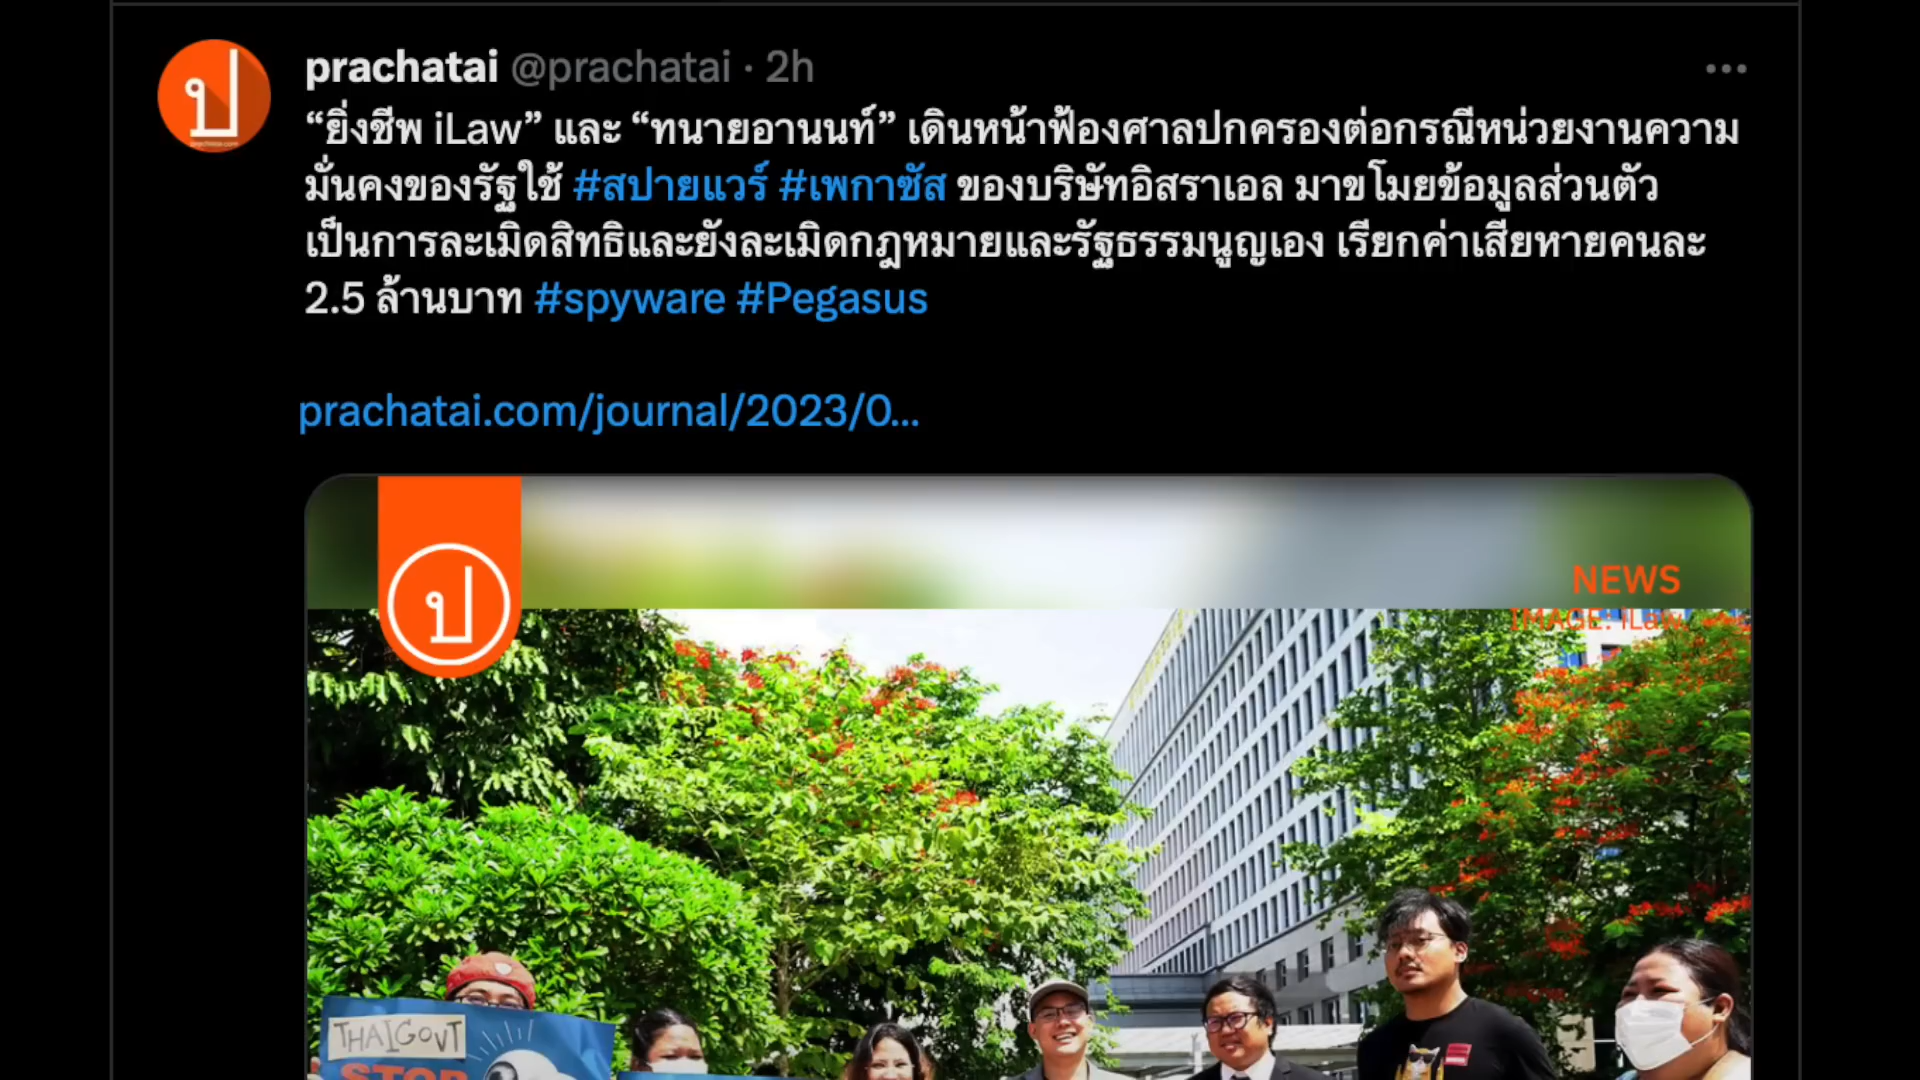 prachatai @prachatai · 2h
“ยิ่งชีพ iLaw” และ “ทนายอานนท์” เดินหน้าฟ้องศาลปกครองต่อกรณีหน่วยงานความ
มั่นคงของรัฐใช้ #สปายแวร์ #เพกาซัส ของบริษัทอิสราเอล มาขโมยข้อมูลส่วนตัว
เป็นการละเมิดสิทธิและยังละเมิดกฎหมายและรัฐธรรมนูญเอง เรียกค่าเสียหายคนละ
2.5 ล้านบาท #spyware #Pegasus
prachatai.com/journal/2023/0...
ป
NEWS
IMAGE: iLaw
THAIGOVT
STOP